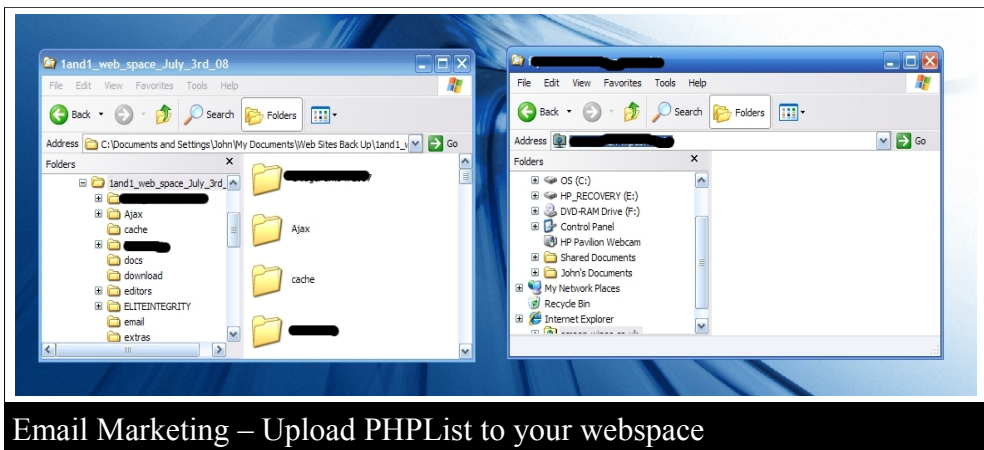 1and1_web_space_July_3rd_08
File Edit View Favorites Tools Help
Back Search Folders
Address C:\Documents and Settings\John\My Documents\Web Sites Back Up\1and1_w Go
Folders x
1and1_web_space_July_3rd_
Ajax
cache
docs
download
editors
ELITEINTEGRITY
email
extras
Ajax
cache
File Edit View Favorites Tools Help
Back Search Folders
Address Go
Folders x
OS (C:)
HP_RECOVERY (E:)
DVD-RAM Drive (F:)
Control Panel
HP Pavilion Webcam
Shared Documents
John's Documents
My Network Places
Recycle Bin
Internet Explorer
Email Marketing – Upload PHPList to your webspace